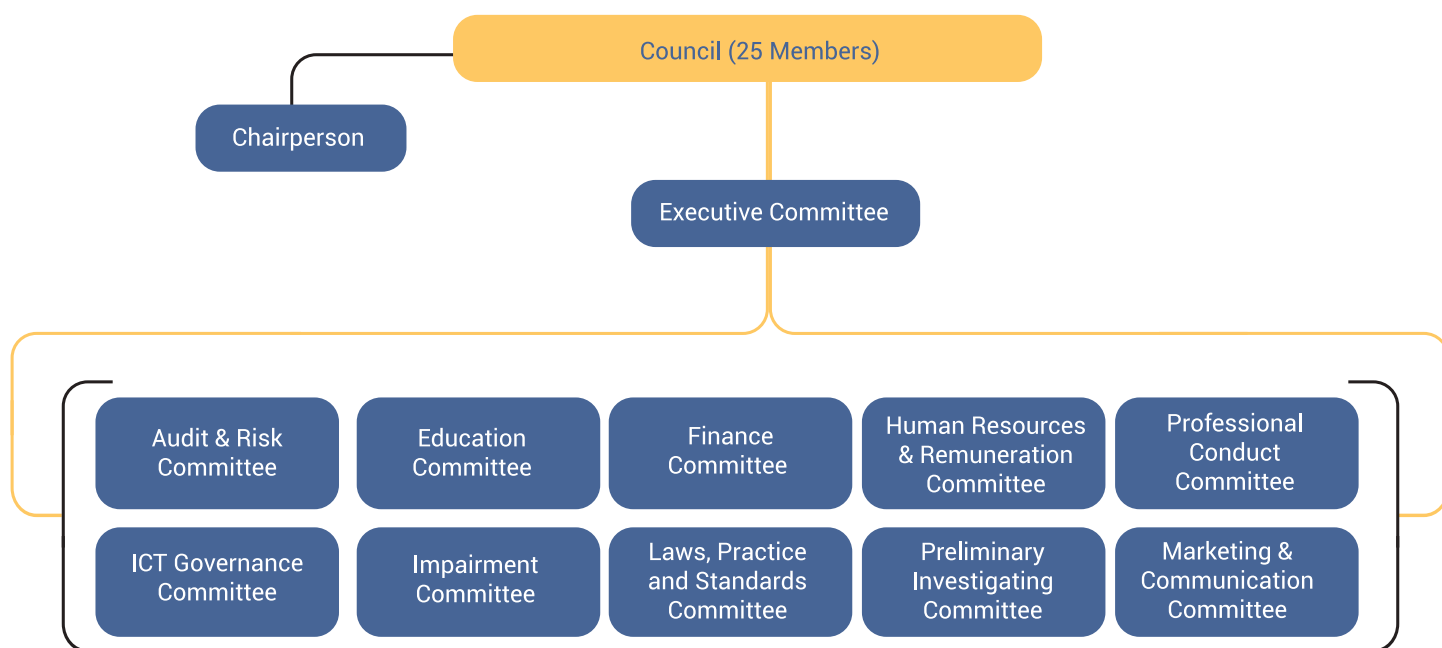 Council (25 Members)
Chairperson
Executive Committee
Audit & Risk
Committee
Education
Committee
Finance
Committee
Human Resources
& Remuneration
Committee
Professional
Conduct
Committee
ICT Governance
Committee
Impairment
Committee
Laws, Practice
and Standards
Committee
Preliminary
Investigating
Committee
Marketing &
Communication
Committee